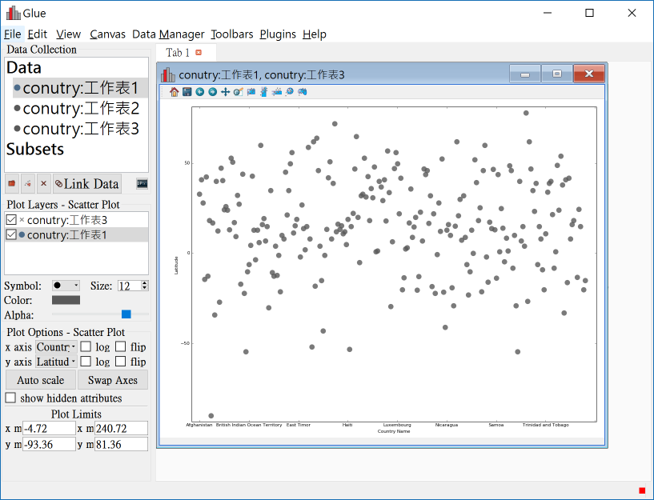 Glue
File Edit View Canvas Data Manager Toolbars Plugins Help
Data Collection
Data
conutry:工作表1
conutry:工作表2
conutry:工作表3
Subsets
Link Data
Plot Layers - Scatter Plot
conutry:工作表3
conutry:工作表1
Symbol: Size: 12
Color:
Alpha:
Plot Options - Scatter Plot
x axis Country log flip
y axis Latitud log flip
Auto scale Swap Axes
show hidden attributes
Plot Limits
x m -4.72 x m 240.72
y m -93.36 y m 81.36
Tab 1
conutry:工作表1, conutry:工作表3
50
0
−50
Latitude
Afghanistan British Indian Ocean Territory East Timor Haiti Luxembourg Nicaragua Samoa Trinidad and Tobago
Country Name